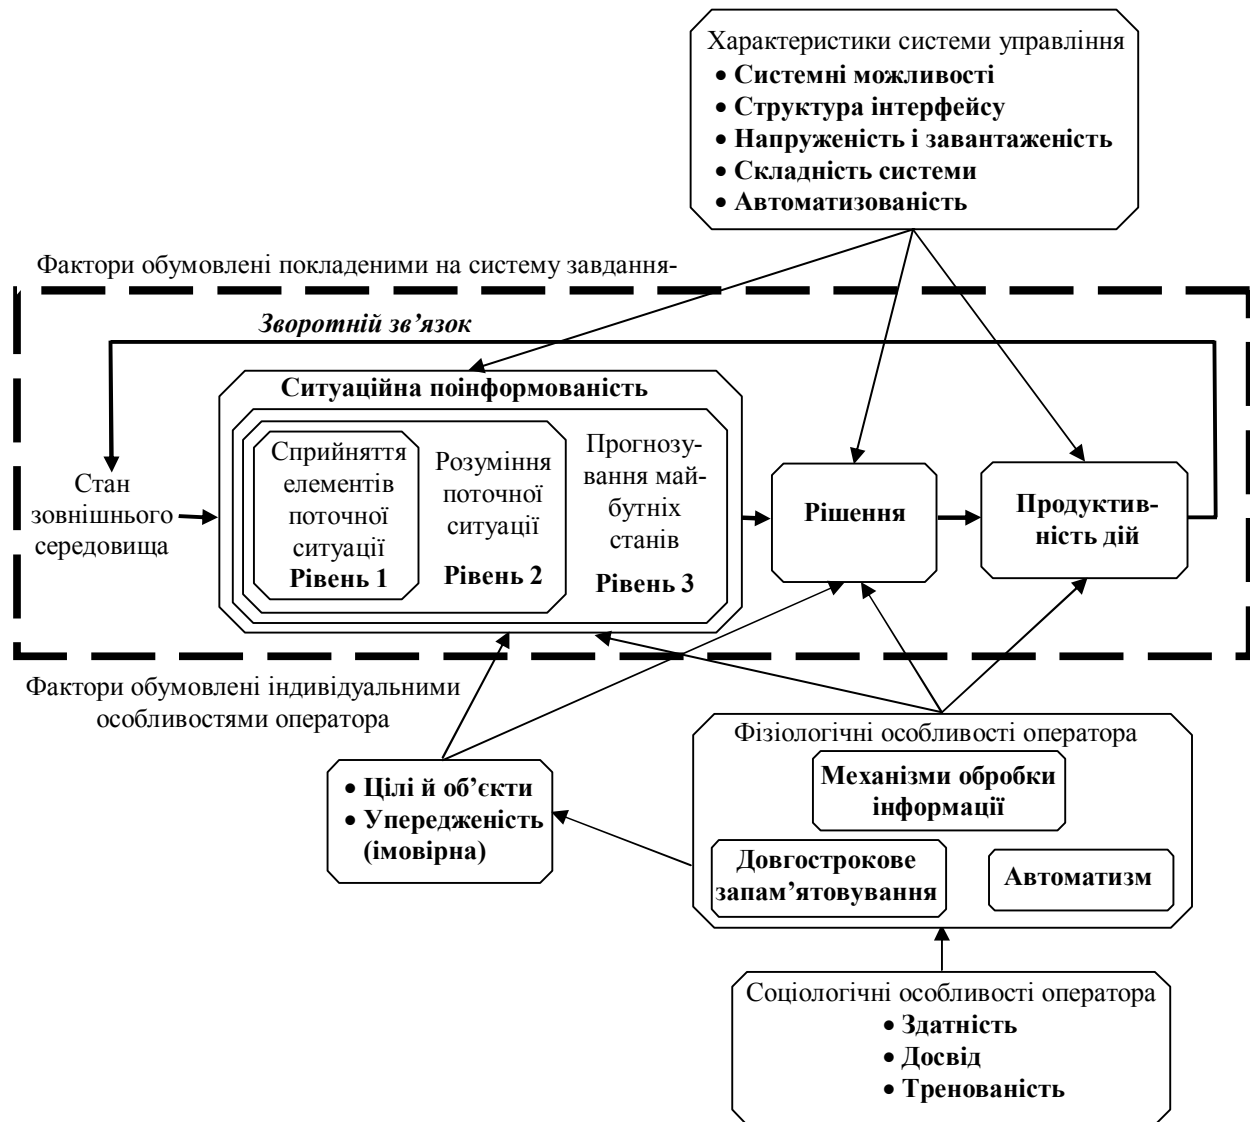 Характеристики системи управління
• Системні можливості
• Структура інтерфейсу
• Напруженість і завантаженість
• Складність системи
• Автоматизованість
Фактори обумовлені покладеними на систему завдання-
Зворотній зв’язок
Ситуаційна поінформованість
Стан
зовнішнього
середовища
Сприйняття
елементів
поточної
ситуації
Рівень 1
Розуміння
поточної
ситуації
Рівень 2
Прогнозу-
вання май-
бутніх
станів
Рівень 3
Рішення
Продуктив-
ність дій
Фактори обумовлені індивідуальними
особливостями оператора
• Цілі й об’єкти
• Упередженість
(імовірна)
Фізіологічні особливості оператора
Механізми обробки
інформації
Довгострокове
запам’ятовування
Автоматизм
Соціологічні особливості оператора
• Здатність
• Досвід
• Тренованість